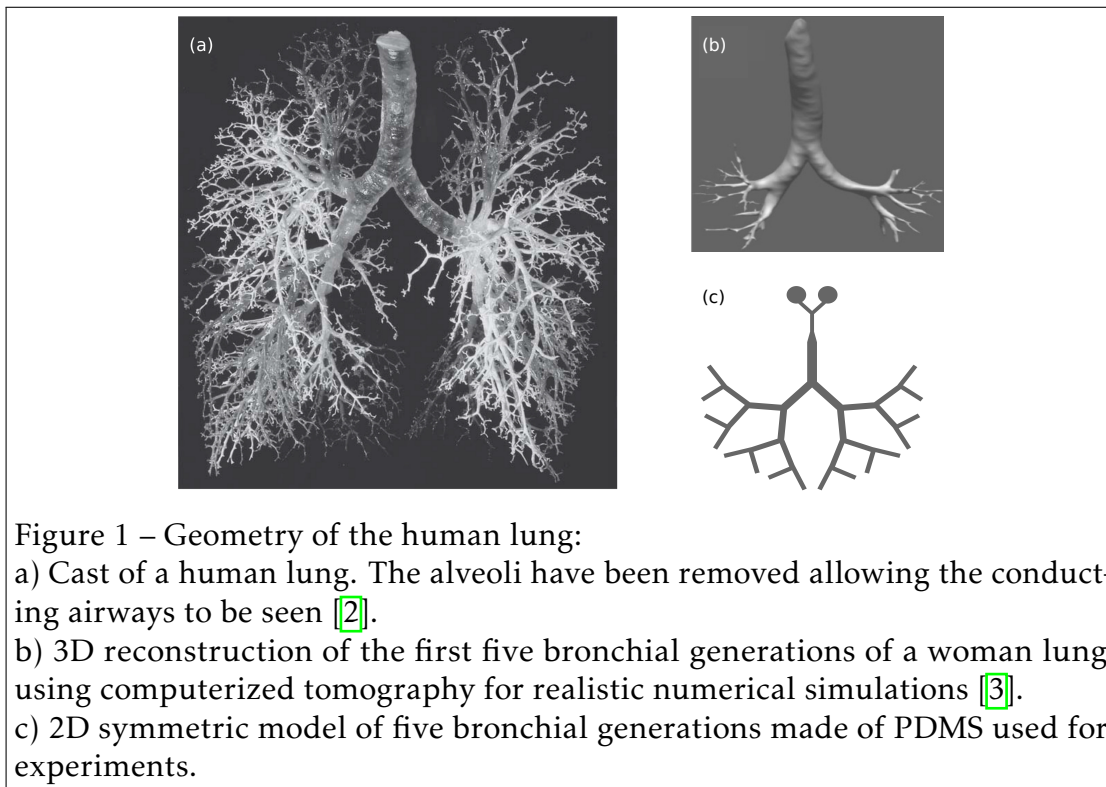 (a)
(b)
(c)
Figure 1 – Geometry of the human lung:
a) Cast of a human lung. The alveoli have been removed allowing the conduct-
ing airways to be seen [2].
b) 3D reconstruction of the first five bronchial generations of a woman lung
using computerized tomography for realistic numerical simulations [3].
c) 2D symmetric model of five bronchial generations made of PDMS used for
experiments.